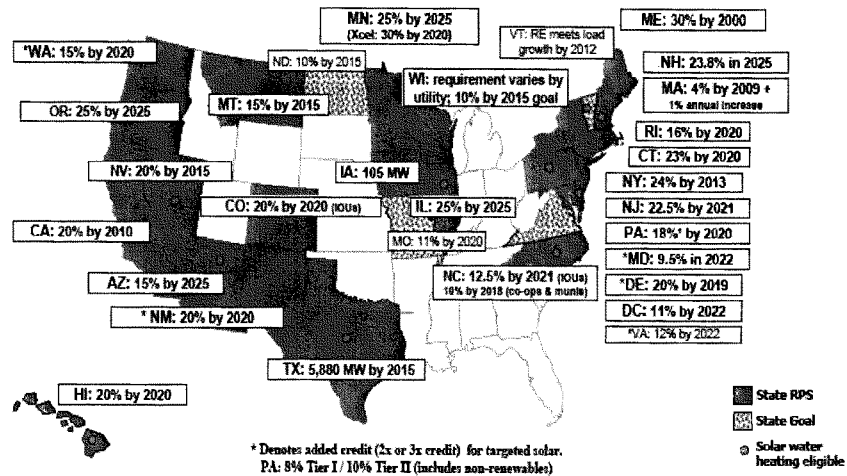 MN: 25% by 2025
(Xcel: 30% by 2020)
ME: 30% by 2000
VT: RE meets load
growth by 2012
*WA: 15% by 2020
ND: 10% by 2015
NH: 23.8% in 2025
WI: requirement varies by
utility; 10% by 2015 goal
MA: 4% by 2009 +
1% annual increase
OR: 25% by 2025
MT: 15% by 2015
RI: 16% by 2020
CT: 23% by 2020
NV: 20% by 2015
IA: 105 MW
NY: 24% by 2013
CO: 20% by 2020 (IOUs)
IL: 25% by 2025
NJ: 22.5% by 2021
CA: 20% by 2010
MO: 11% by 2020
PA: 18%¹ by 2020
*MD: 9.5% in 2022
AZ: 15% by 2025
NC: 12.5% by 2021 (IOUs)
10% by 2018 (co-ops & munis)
*DE: 20% by 2019
* NM: 20% by 2020
DC: 11% by 2022
*VA: 12% by 2022
TX: 5,880 MW by 2015
HI: 20% by 2020
State RPS
State Goal
Solar water
heating eligible
* Denotes added credit (2x or 3x credit) for targeted solar.
PA: 8% Tier I / 10% Tier II (includes non-renewables)